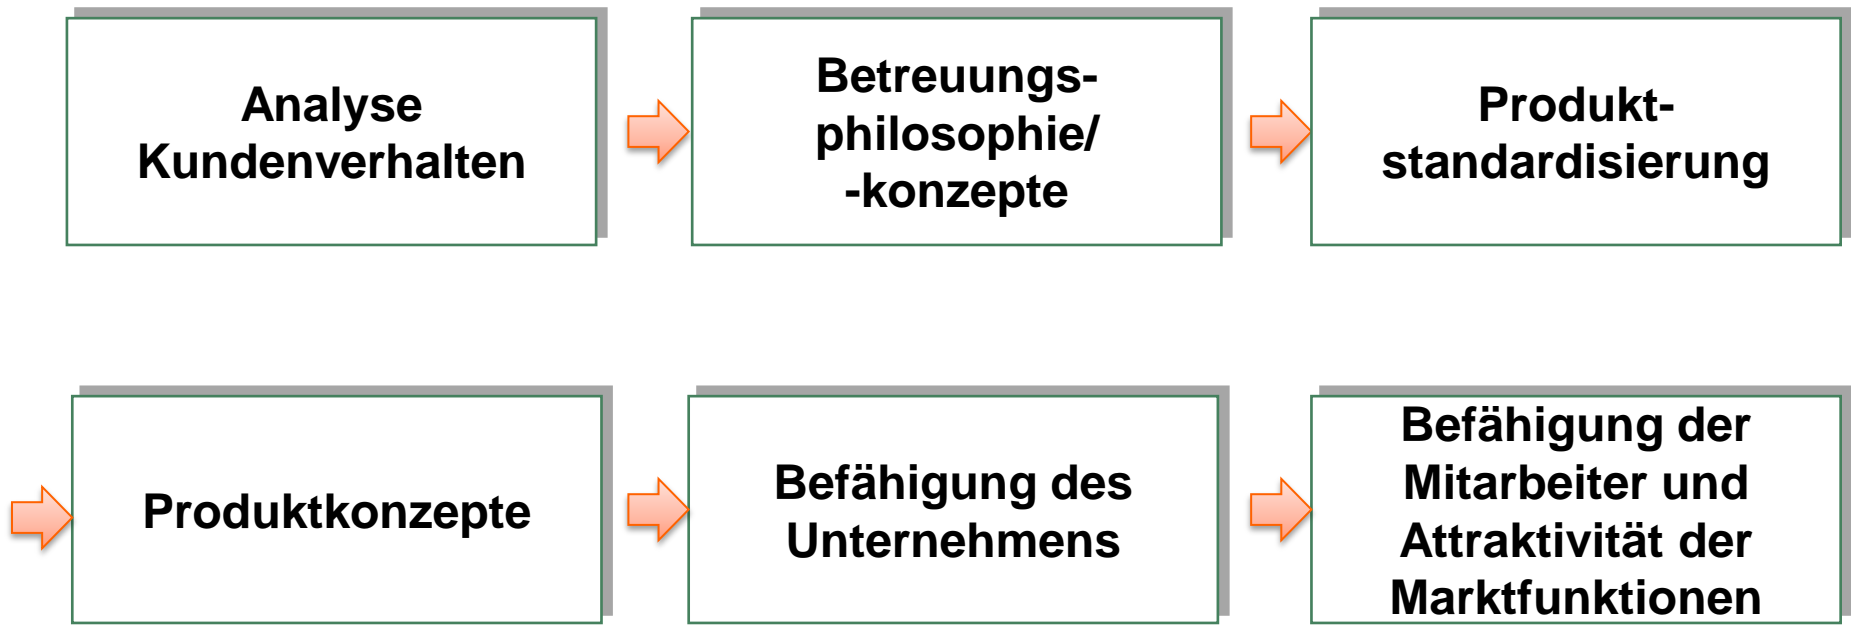 Analyse
Kundenverhalten
Betreuungs-
philosophie/
-konzepte
Produkt-
standardisierung
Produktkonzepte
Befähigung des
Unternehmens
Befähigung der
Mitarbeiter und
Attraktivität der
Marktfunktionen